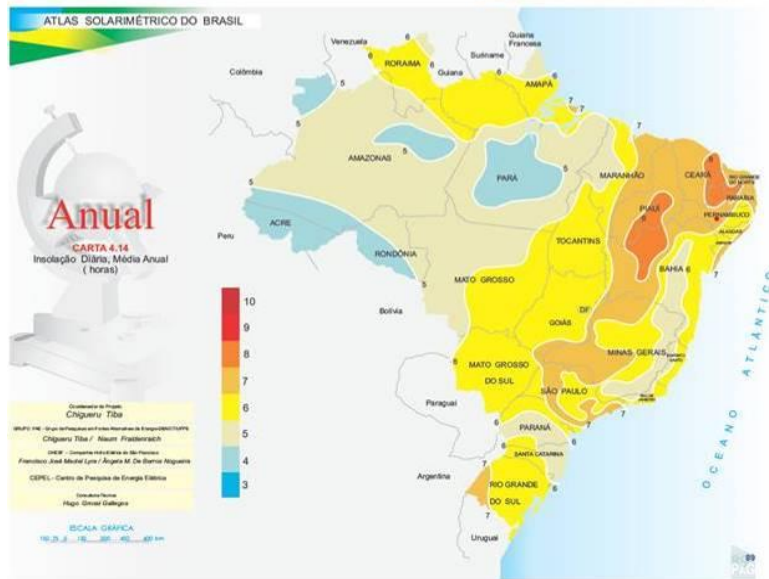 ATLAS SOLARIMÉTRICO DO BRASIL
Anual
CARTA 4.14
Insolação Diária, Média Anual
( horas)
Chigueru Tiba
Chigueru Tiba / Naum Fraidenraich
CEPEL - Centro de Pesquisa de Energia Elétrica
Hugo Grossi Gallegos
ESCALA GRÁFICA
10
9
8
7
6
5
4
3
Venezuela
Colômbia
Guiana
Suriname
Guiana
Francesa
Peru
Bolívia
Paraguai
Argentina
Uruguai
RORAIMA
AMAPÁ
AMAZONAS
PARÁ
MARANHÃO
CEARÁ
RIO GRANDE
DO NORTE
PARAÍBA
PIAUÍ
PERNAMBUCO
ALAGOAS
ACRE
RONDÔNIA
TOCANTINS
BAHIA
MATO GROSSO
DF
GOIÁS
MINAS GERAIS
MATO GROSSO
DO SUL
SÃO PAULO
PARANÁ
SANTA CATARINA
RIO GRANDE
DO SUL
OCEANO ATLÂNTICO